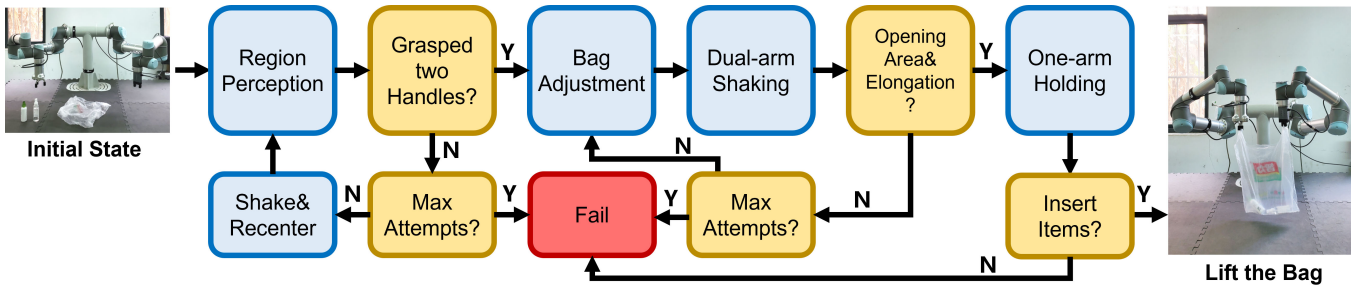 Region
Perception
Grasped
two
Handles?
Y
Bag
Adjustment
Dual-arm
Shaking
Opening
Area&
Elongation
?
Y
One-arm
Holding
Initial State
N
N
N
Shake&
Recenter
N
Max
Attempts?
Y
Fail
Y
Max
Attempts?
Insert
Items?
Y
N
Lift the Bag